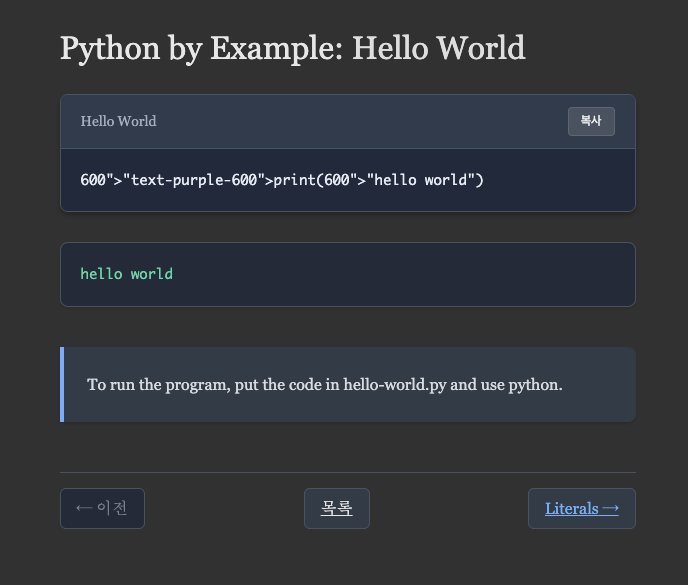 Python by Example: Hello World
Hello World
복사
600">"text-purple-600">print(600">"hello world")
hello world
To run the program, put the code in hello-world.py and use python.
← 이전
목록
Literals →